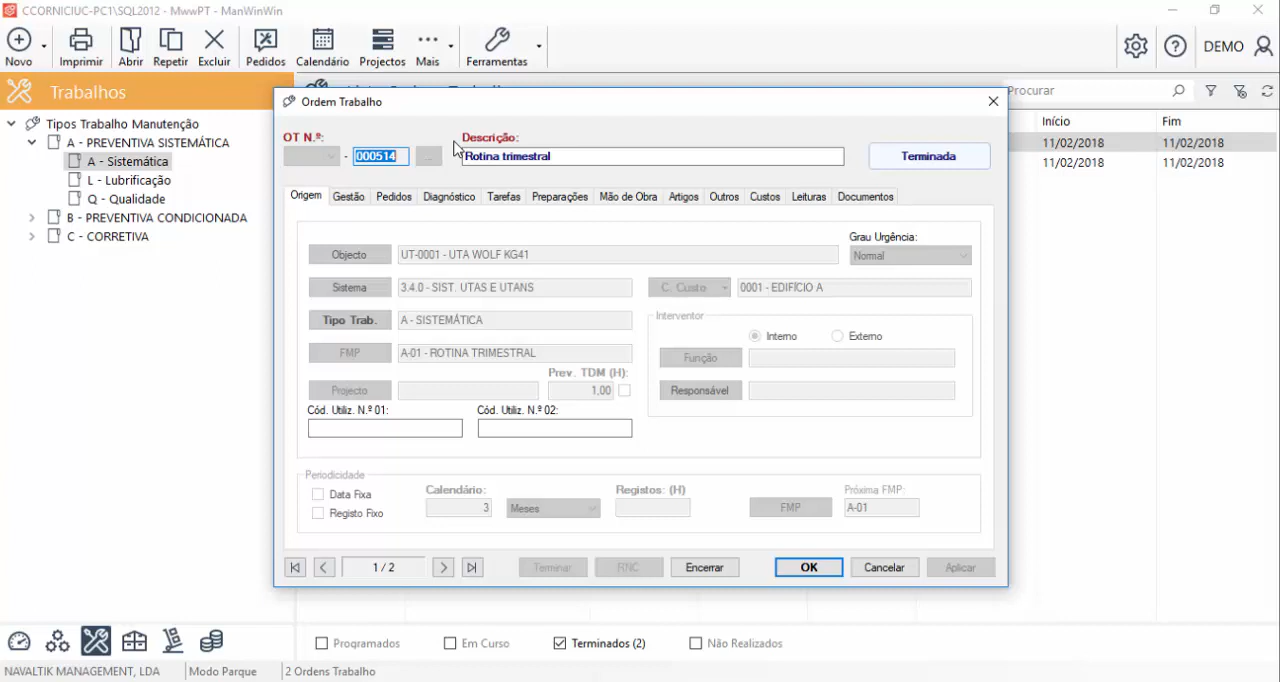 CCORNICIUC-PC1\SQL2012 - MwwPT - ManWinWin
Novo
Imprimir
Abrir
Repetir
Excluir
Pedidos
Calendário
Projectos
Mais
Ferramentas
DEMO
Trabalhos
Procurar
Tipos Trabalho Manutenção
A - PREVENTIVA SISTEMÁTICA
A - Sistemática
L - Lubrificação
Q - Qualidade
B - PREVENTIVA CONDICIONADA
C - CORRETIVA
Início
Fim
11/02/2018
11/02/2018
11/02/2018
11/02/2018
Ordem Trabalho
OT N.º:
Descrição:
- 000514
...
Rotina trimestral
Terminada
Origem
Gestão
Pedidos
Diagnóstico
Tarefas
Preparações
Mão de Obra
Artigos
Outros
Custos
Leituras
Documentos
Objecto
UT-0001 - UTA WOLF KG41
Grau Urgência:
Normal
Sistema
3.4.0 - SIST. UTAS E UTANS
C. Custo
0001 - EDIFÍCIO A
Tipo Trab.
A - SISTEMÁTICA
Interventor
Interno
Externo
FMP
A-01 - ROTINA TRIMESTRAL
Função
Prev. TDM (H):
Projecto
1,00
Responsável
Cód. Utiliz. N.º 01:
Cód. Utiliz. N.º 02:
Periodicidade
Data Fixa
Registo Fixo
Calendário:
3
Meses
Registos: (H)
FMP
Próxima FMP:
A-01
1 / 2
Terminar
RNC
Encerrar
OK
Cancelar
Aplicar
Programados
Em Curso
Terminados (2)
Não Realizados
NAVALTIK MANAGEMENT, LDA
Modo Parque
2 Ordens Trabalho